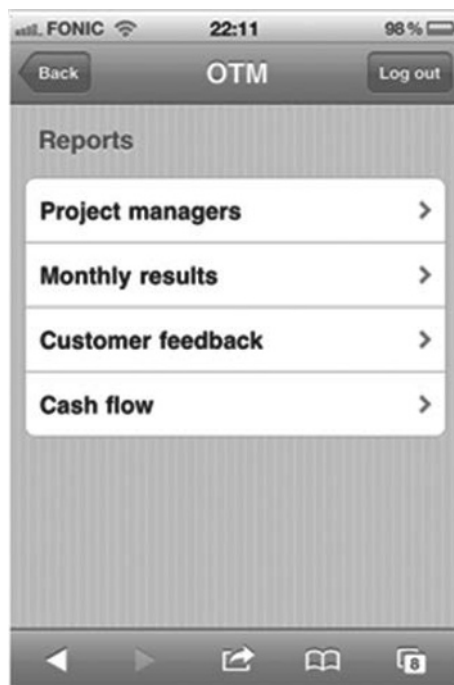 FONIC 22:11 98 %
Back OTM Log out
Reports
Project managers
Monthly results
Customer feedback
Cash flow
8